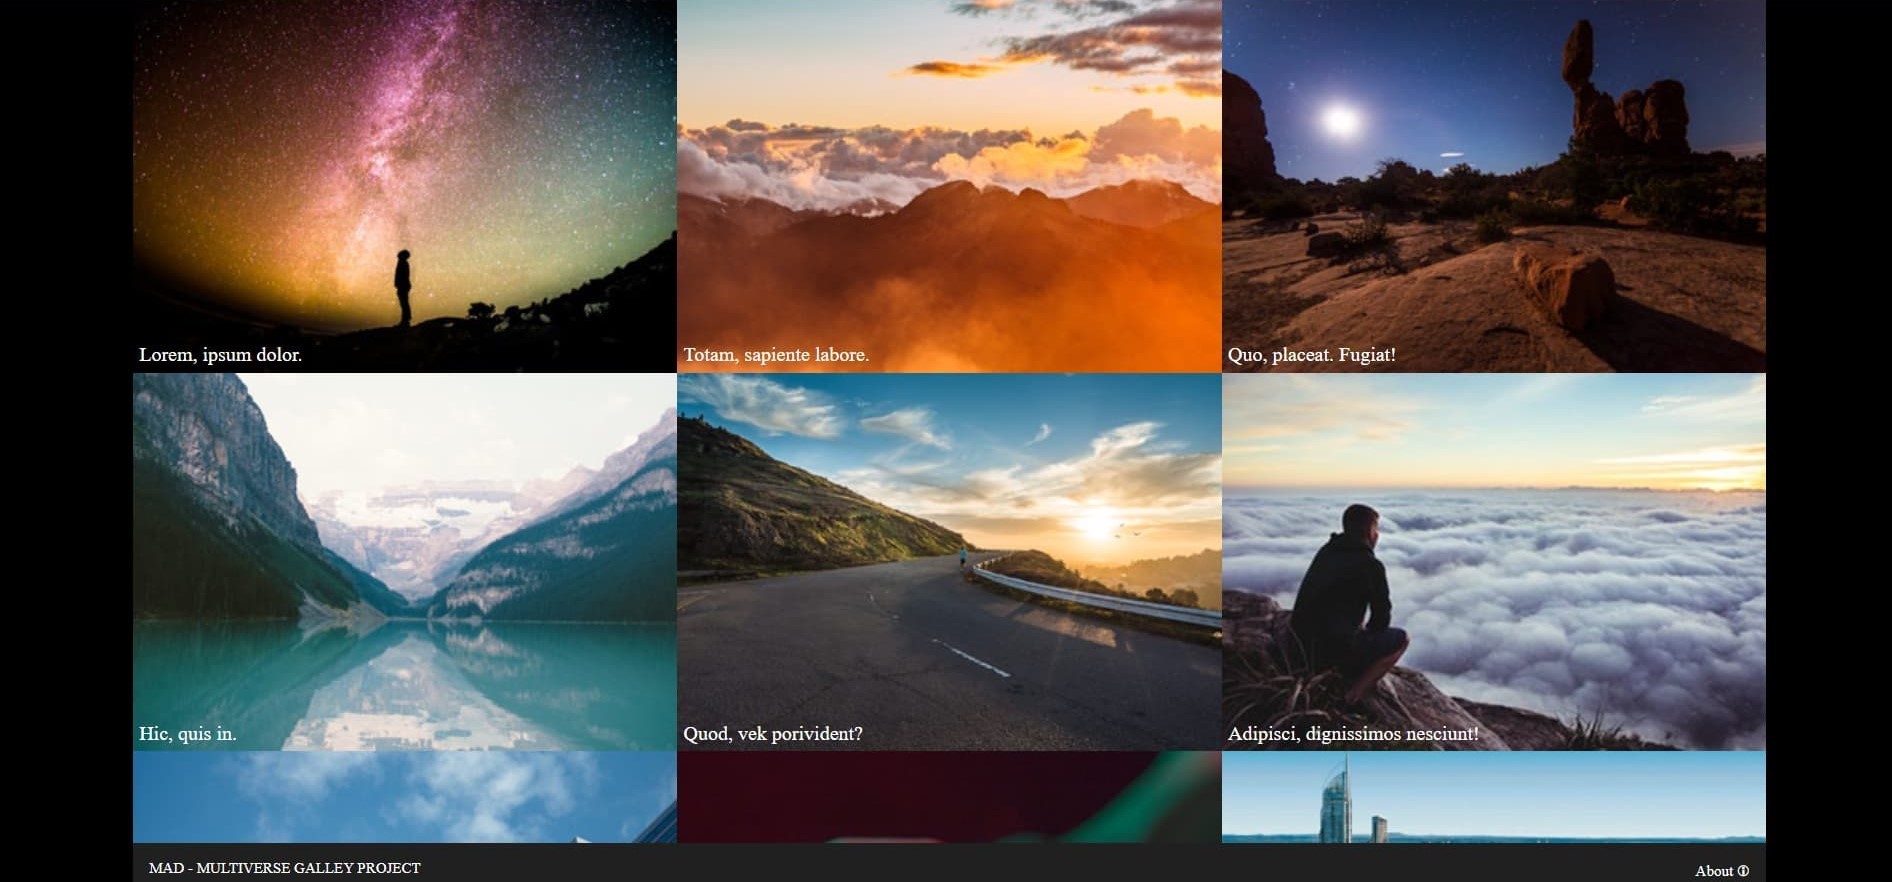 Lorem, ipsum dolor.
Totam, sapiente labore.
Quo, placeat. Fugiat!
Hic, quis in.
Quod, vek porivident?
Adipisci, dignissimos nesciunt!
MAD - MULTIVERSE GALLEY PROJECT
About 🛈